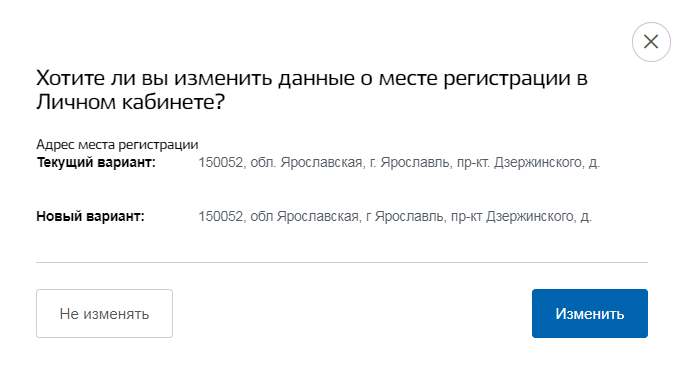 Хотите ли вы изменить данные о месте регистрации в
Личном кабинете?
Адрес места регистрации
Текущий вариант: 150052, обл. Ярославская, г. Ярославль, пр-кт. Дзержинского, д.
Новый вариант: 150052, обл Ярославская, г Ярославль, пр-кт Дзержинского, д.
Не изменять Изменить